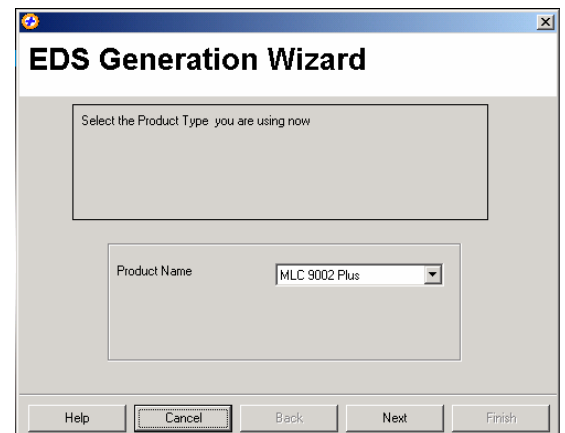 EDS Generation Wizard
Select the Product Type you are using now
Product Name MLC 9002 Plus
Help Cancel Back Next Finish